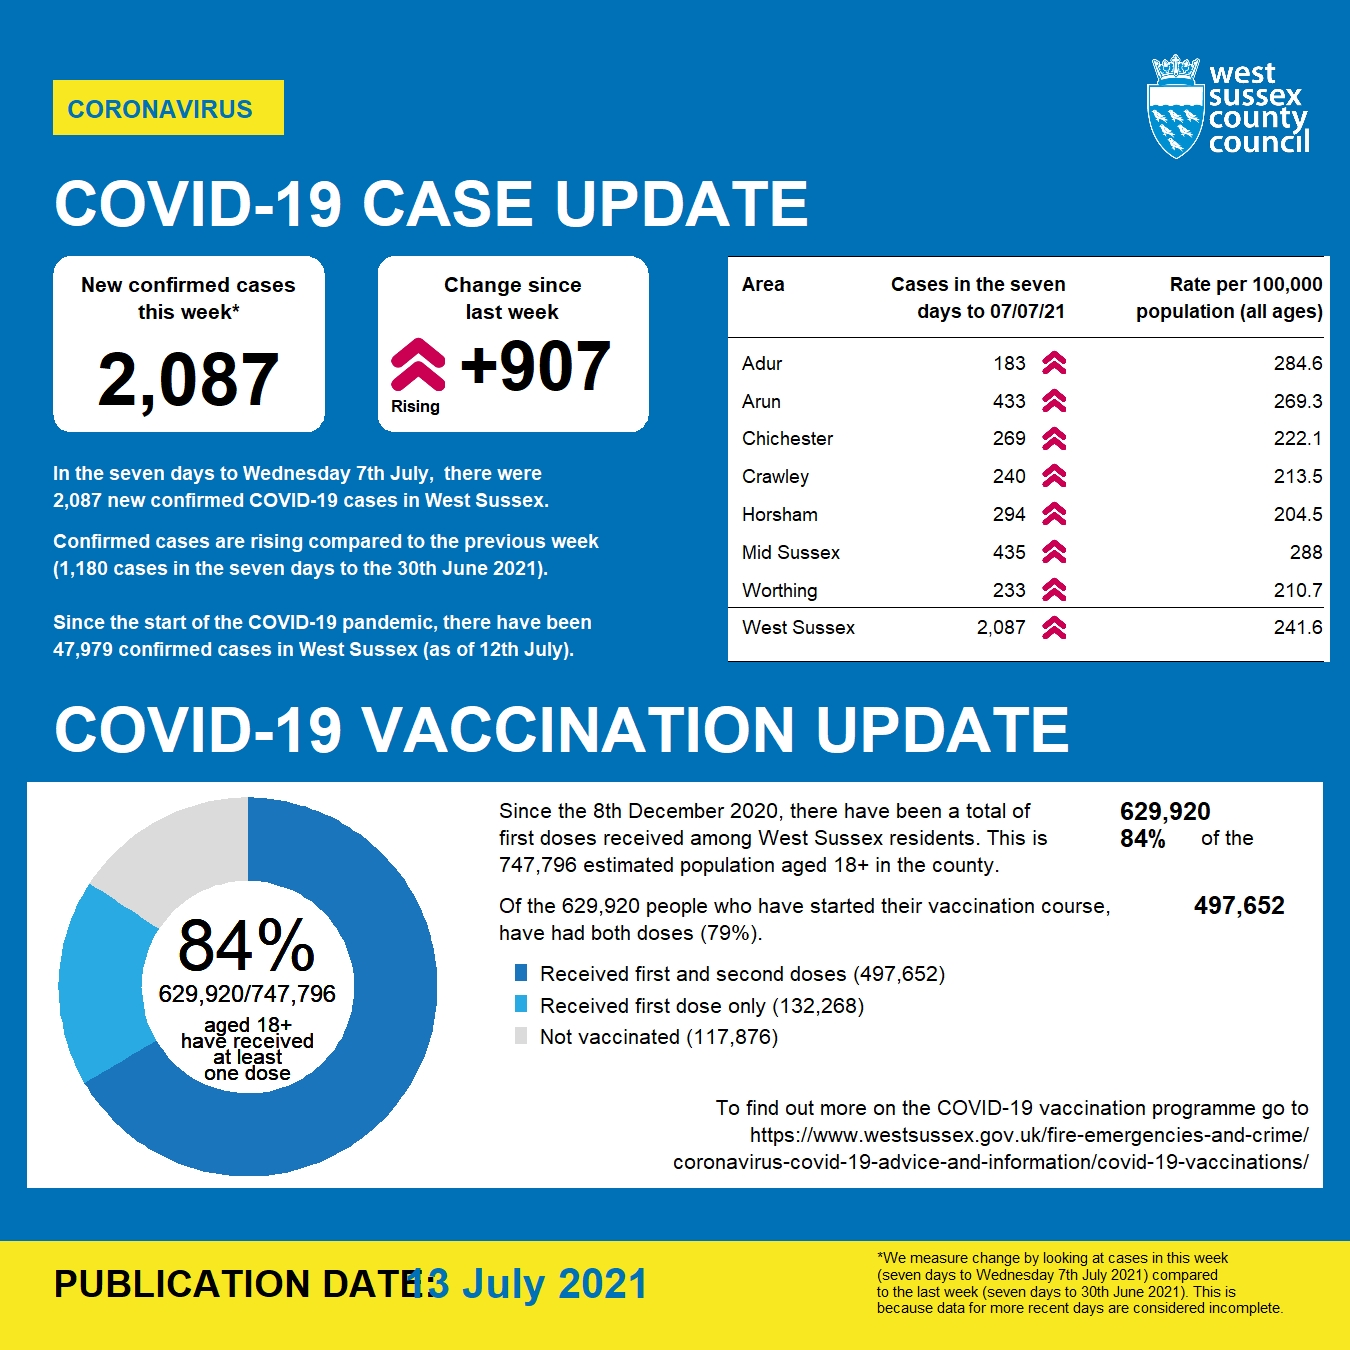 CORONAVIRUS
west
sussex
county
council
COVID-19 CASE UPDATE
New confirmed cases
this week*
2,087
Change since
last week
+907
Rising
In the seven days to Wednesday 7th July, there were
2,087 new confirmed COVID-19 cases in West Sussex.
Confirmed cases are rising compared to the previous week
(1,180 cases in the seven days to the 30th June 2021).
Since the start of the COVID-19 pandemic, there have been
47,979 confirmed cases in West Sussex (as of 12th July).
Area Cases in the seven days to 07/07/21 Rate per 100,000 population (all ages)
Adur 183 284.6
Arun 433 269.3
Chichester 269 222.1
Crawley 240 213.5
Horsham 294 204.5
Mid Sussex 435 288
Worthing 233 210.7
West Sussex 2,087 241.6
COVID-19 VACCINATION UPDATE
84%
629,920/747,796
aged 18+
have received
at least
one dose
Since the 8th December 2020, there have been a total of 629,920
first doses received among West Sussex residents. This is 84% of the
747,796 estimated population aged 18+ in the county.
Of the 629,920 people who have started their vaccination course, 497,652
have had both doses (79%).
Received first and second doses (497,652)
Received first dose only (132,268)
Not vaccinated (117,876)
To find out more on the COVID-19 vaccination programme go to
https://www.westsussex.gov.uk/fire-emergencies-and-crime/
coronavirus-covid-19-advice-and-information/covid-19-vaccinations/
PUBLICATION DATE: 13 July 2021
*We measure change by looking at cases in this week
(seven days to Wednesday 7th July 2021) compared
to the last week (seven days to 30th June 2021). This is
because data for more recent days are considered incomplete.